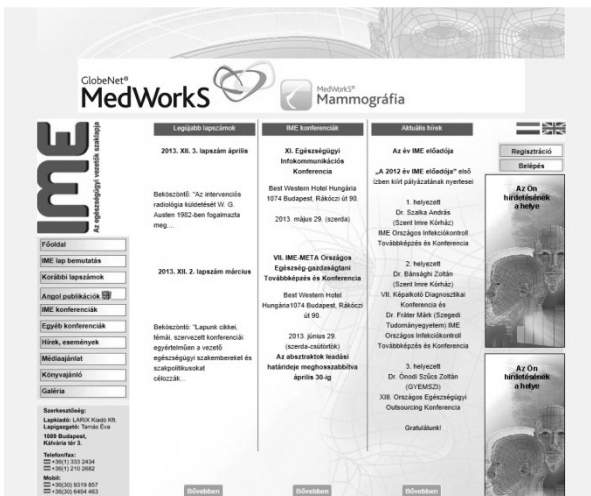 GlobeNet®
MedWorkS
MedWorkS®
Mammográfia
IME
Az egészségügyi vezetők szaklapja
Főoldal
IME lap bemutatás
Korábbi lapszámok
Angol publikációk
IME konferenciák
Egyéb konferenciák
Hírek, események
Médiaajánlat
Könyvajánló
Galéria
Szerkesztőség:
Lapkiadó: LARIX Kiadó Kft.
Lapigazgató: Tamás Éva
1089 Budapest,
Kálvária tér 3.
Telefon/fax:
+36(1) 333 2434
+36(1) 210 2682
Mobil:
+36(30) 9319 857
+36(30) 6454 483
Legújabb lapszámok
2013. XII. 3. lapszám április
Beköszöntő: "Az intervenciós
radiológia küldetését W. G.
Austen 1982-ben fogalmazta
meg....
2013. XII. 2. lapszám március
Beköszöntő: "Lapunk cikkei,
témái, szervezett konferenciái
egyértelműen a vezető
egészségügyi szakembereket és
szakpolitikusokat
célozzák...
Bővebben
IME konferenciák
XI. Egészségügyi
Infokommunikációs
Konferencia
Best Western Hotel Hungária
1074 Budapest, Rákóczi út 90.
2013. május 29. (szerda)
VII. IME-META Országos
Egészség-gazdaságtani
Továbbképzés és Konferencia
Best Western Hotel
Hungária1074 Budapest, Rákóczi
út 90.
2013. június 29.
(szerda-csütörtök)
Az absztraktok leadási
határideje meghosszabbítva
április 30-ig
Bővebben
Aktuális hírek
Az év IME előadója
„A 2012 év IME előadója" első
ízben kiírt pályázatának nyertesei
1. helyezett
Dr. Szalka András
(Szent Imre Kórház)
IME Országos Infekciókontroll
Továbbképzés és Konferencia
2. helyezett
Dr. Bánsághi Zoltán
(Szent Imre Kórház)
VII. Képalkotó Diagnosztikai
Konferencia és
Dr. Fráter Márk (Szegedi
Tudományegyetem) IME
Országos Infekciókontroll
Továbbképzés és Konferencia
3. helyezett
Dr. Ónodi Szűcs Zoltán
(GYEMSZI)
XIII. Országos Egészségügyi
Outsourcing Konferencia
Gratulálunk!
Bővebben
Regisztráció
Belépés
Az Ön
hirdetésének
a helye
Az Ön
hirdetésének
a helye